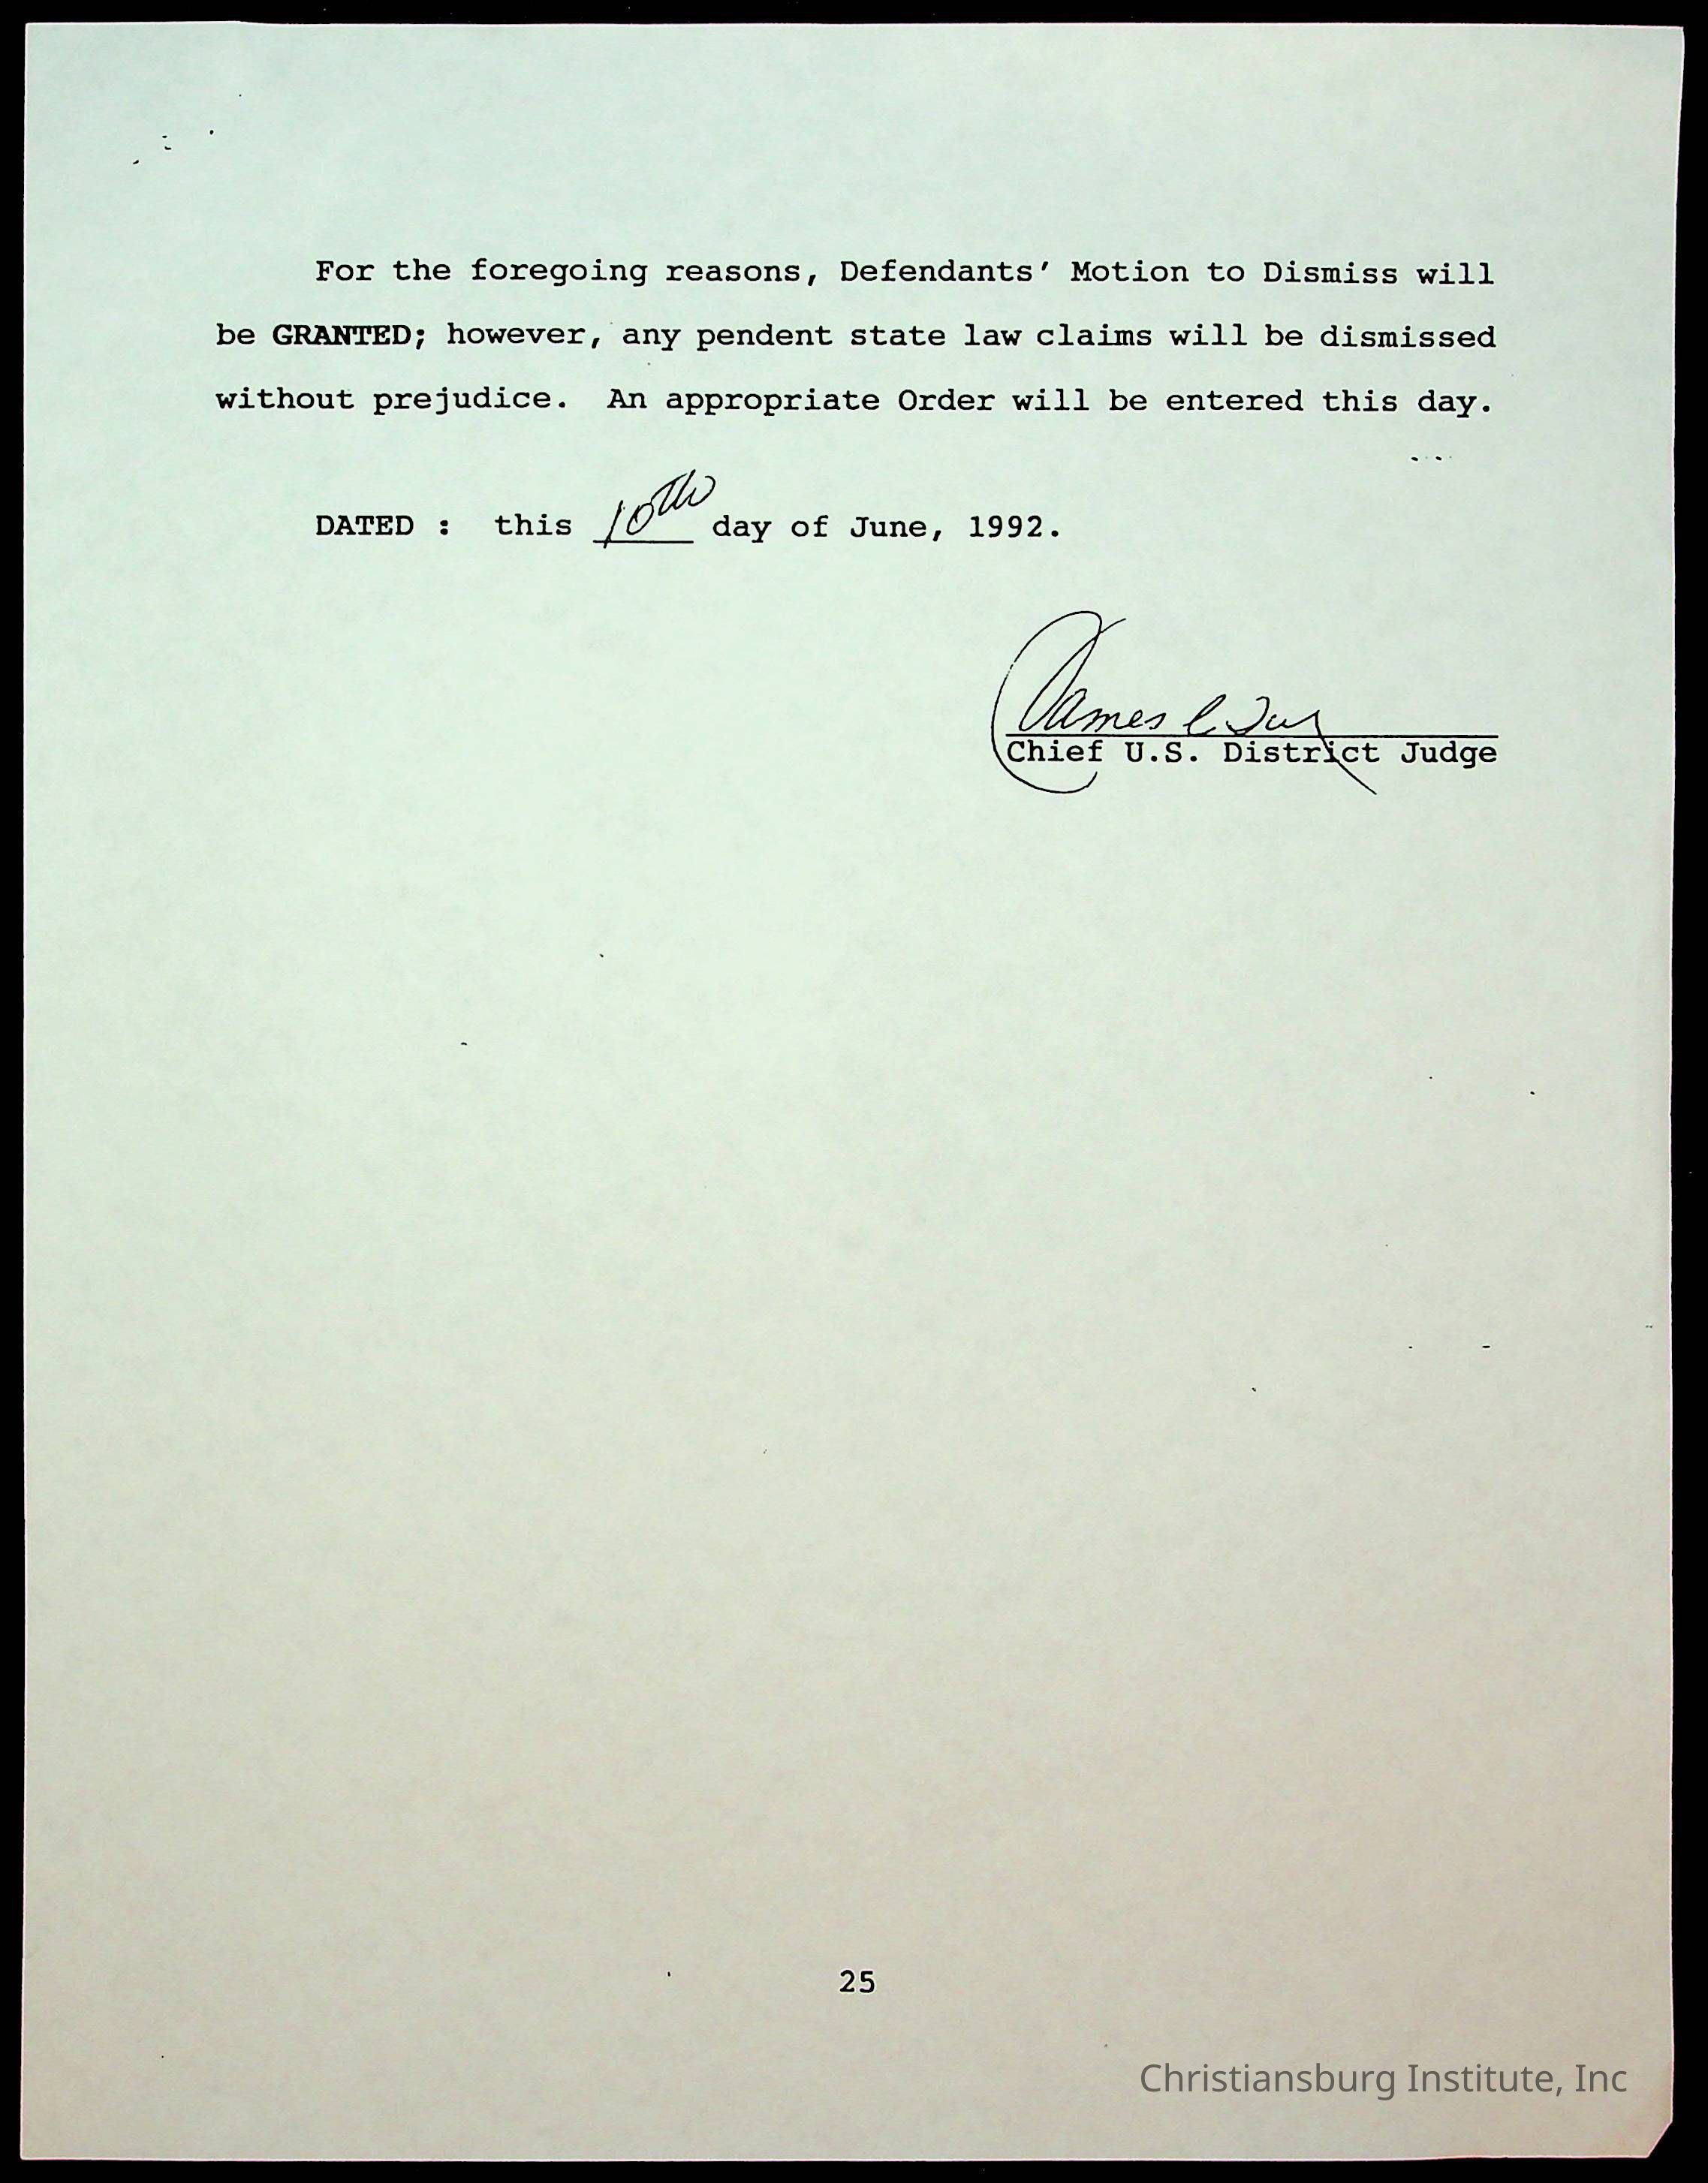 For the foregoing reasons, Defendants' Motion to Dismiss will
be GRANTED; however, any pendent state law claims will be dismissed
without prejudice. An appropriate Order will be entered this day.
DATED : this 10th day of June, 1992.
James C.
Chief U.S. District Judge
25
Christiansburg Institute, Inc